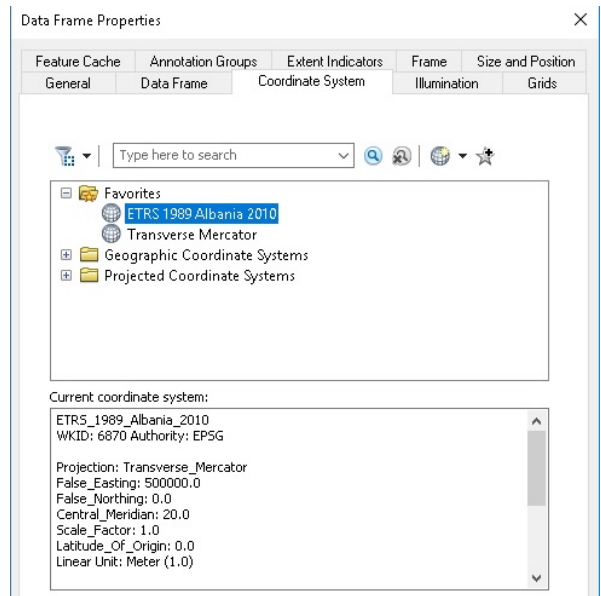 Data Frame Properties
Feature Cache Annotation Groups Extent Indicators Frame Size and Position
General Data Frame Coordinate System Illumination Grids
Type here to search
Favorites
ETRS 1989 Albania 2010
Transverse Mercator
Geographic Coordinate Systems
Projected Coordinate Systems
Current coordinate system:
ETRS_1989_Albania_2010
WKID: 6870 Authority: EPSG
Projection: Transverse_Mercator
False_Easting: 500000.0
False_Northing: 0.0
Central_Meridian: 20.0
Scale_Factor: 1.0
Latitude_Of_Origin: 0.0
Linear Unit: Meter (1.0)